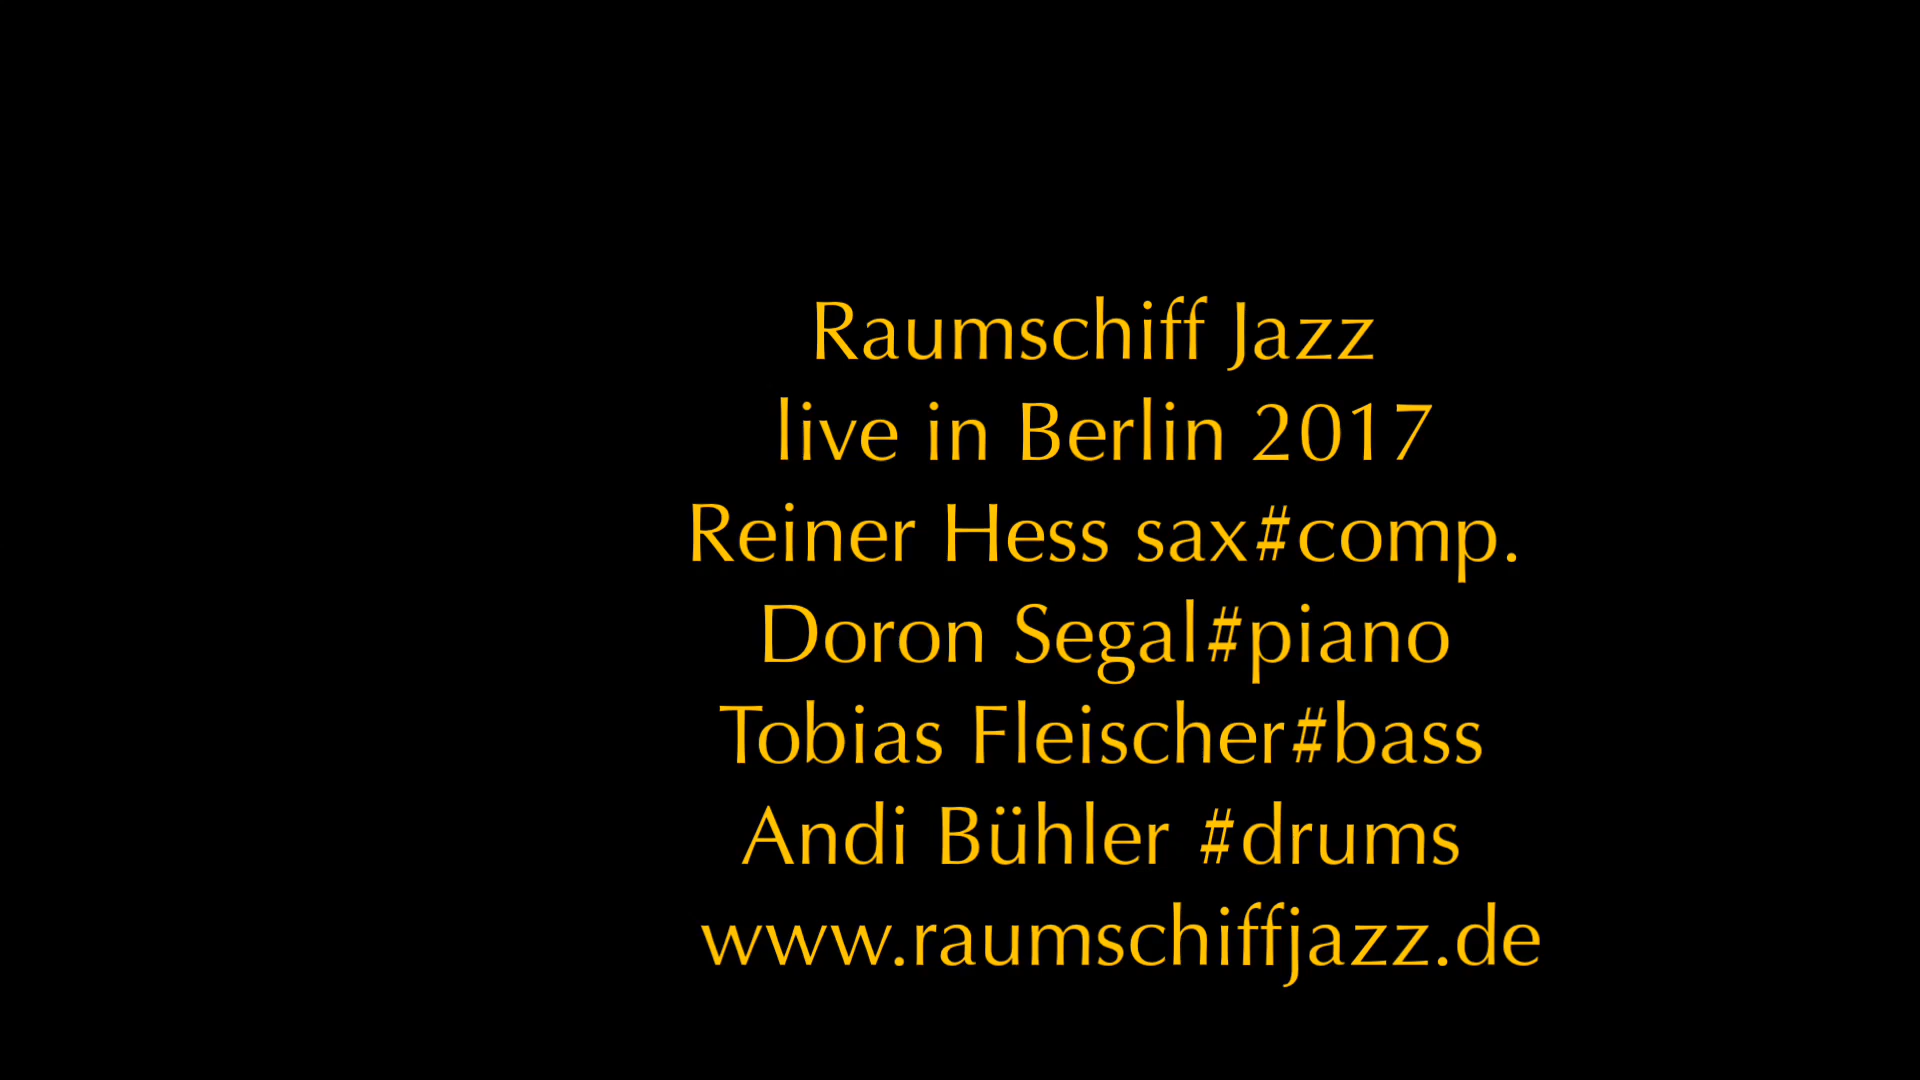 Raumschiff Jazz
live in Berlin 2017
Reiner Hess sax#comp.
Doron Segal#piano
Tobias Fleischer#bass
Andi Bühler #drums
www.raumschiffjazz.de